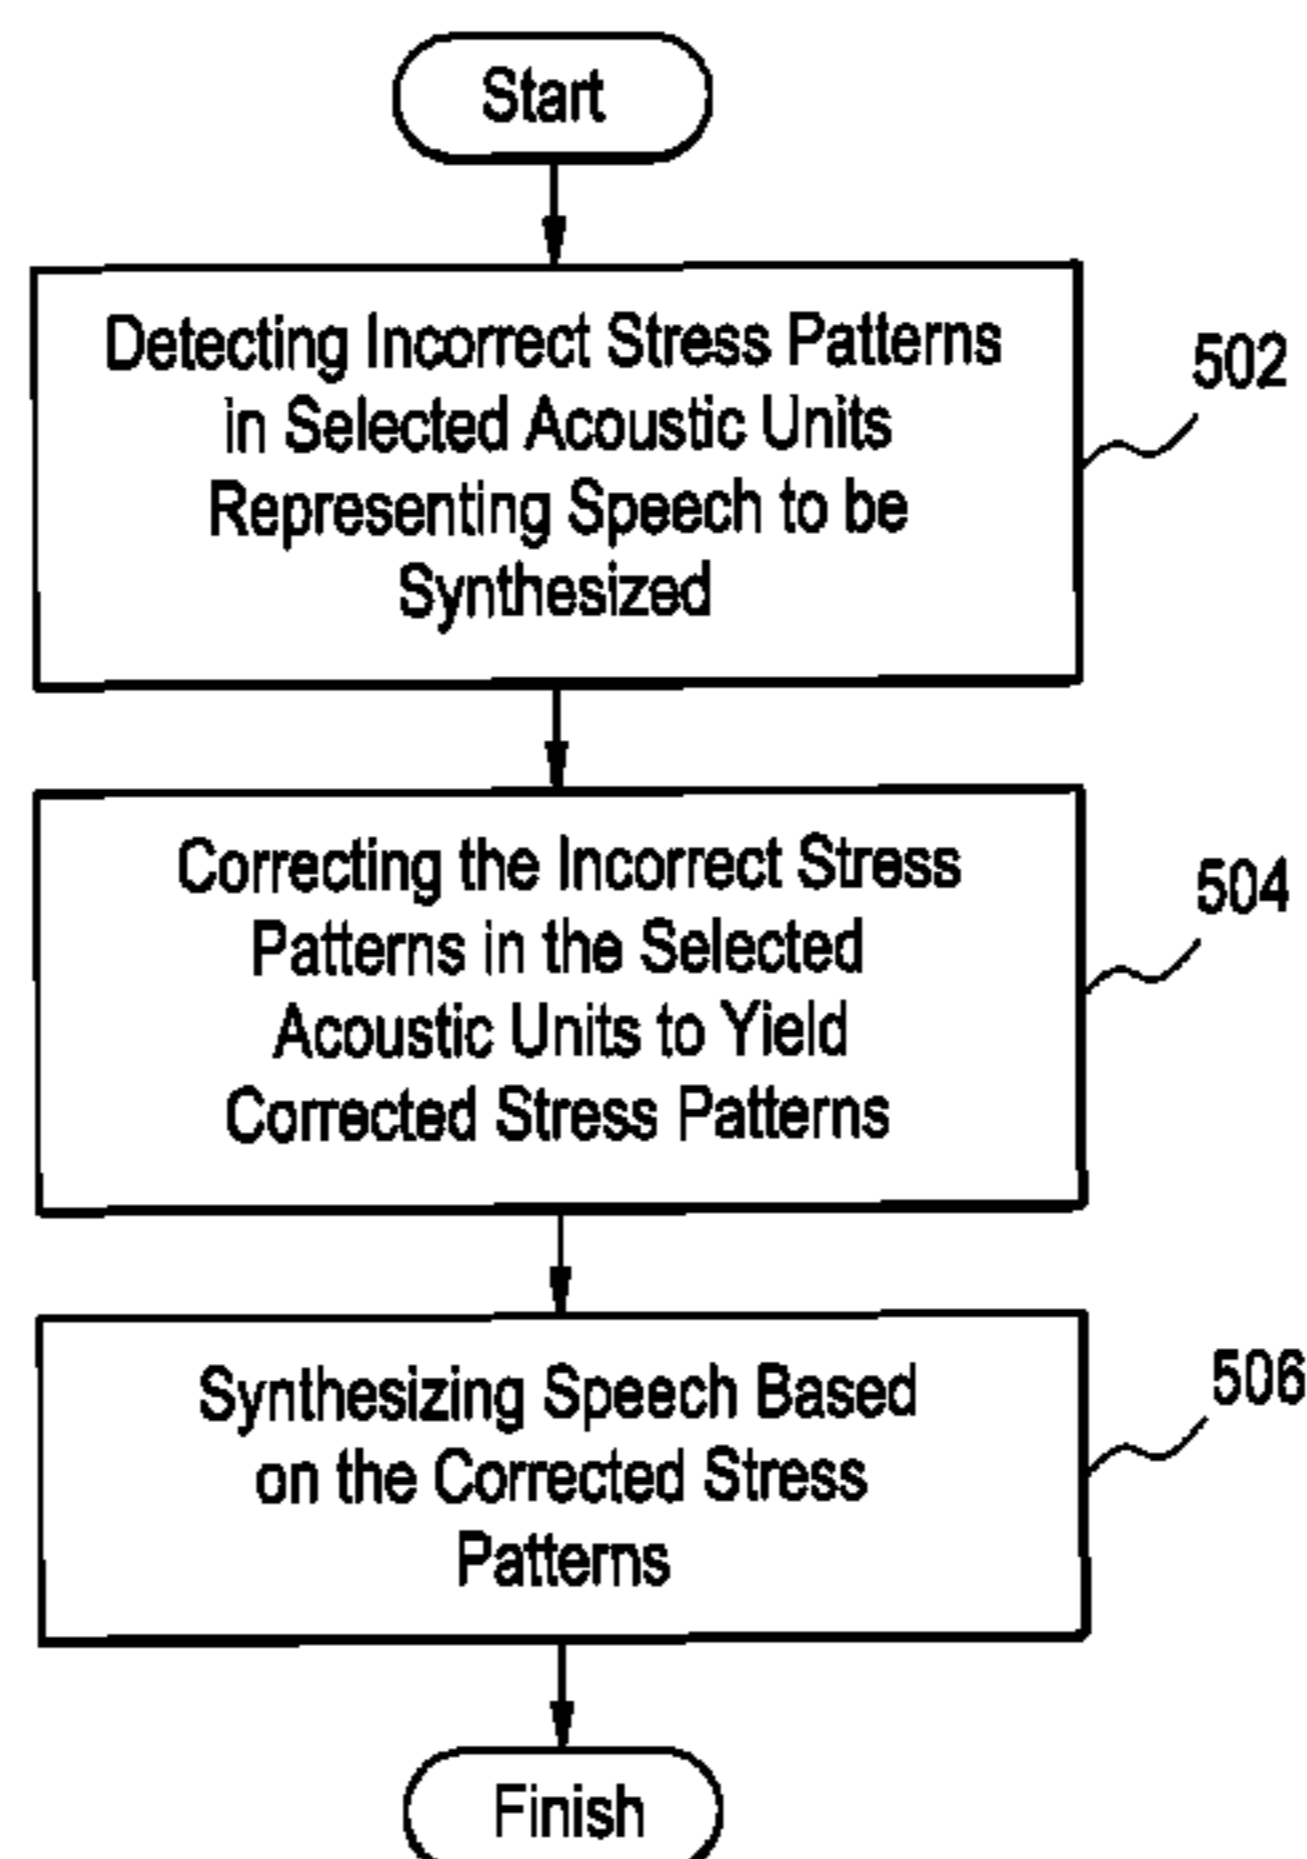 Start
Detecting Incorrect Stress Patterns
in Selected Acoustic Units
Representing Speech to be
Synthesized
502
Correcting the Incorrect Stress
Patterns in the Selected
Acoustic Units to Yield
Corrected Stress Patterns
504
Synthesizing Speech Based
on the Corrected Stress
Patterns
506
Finish